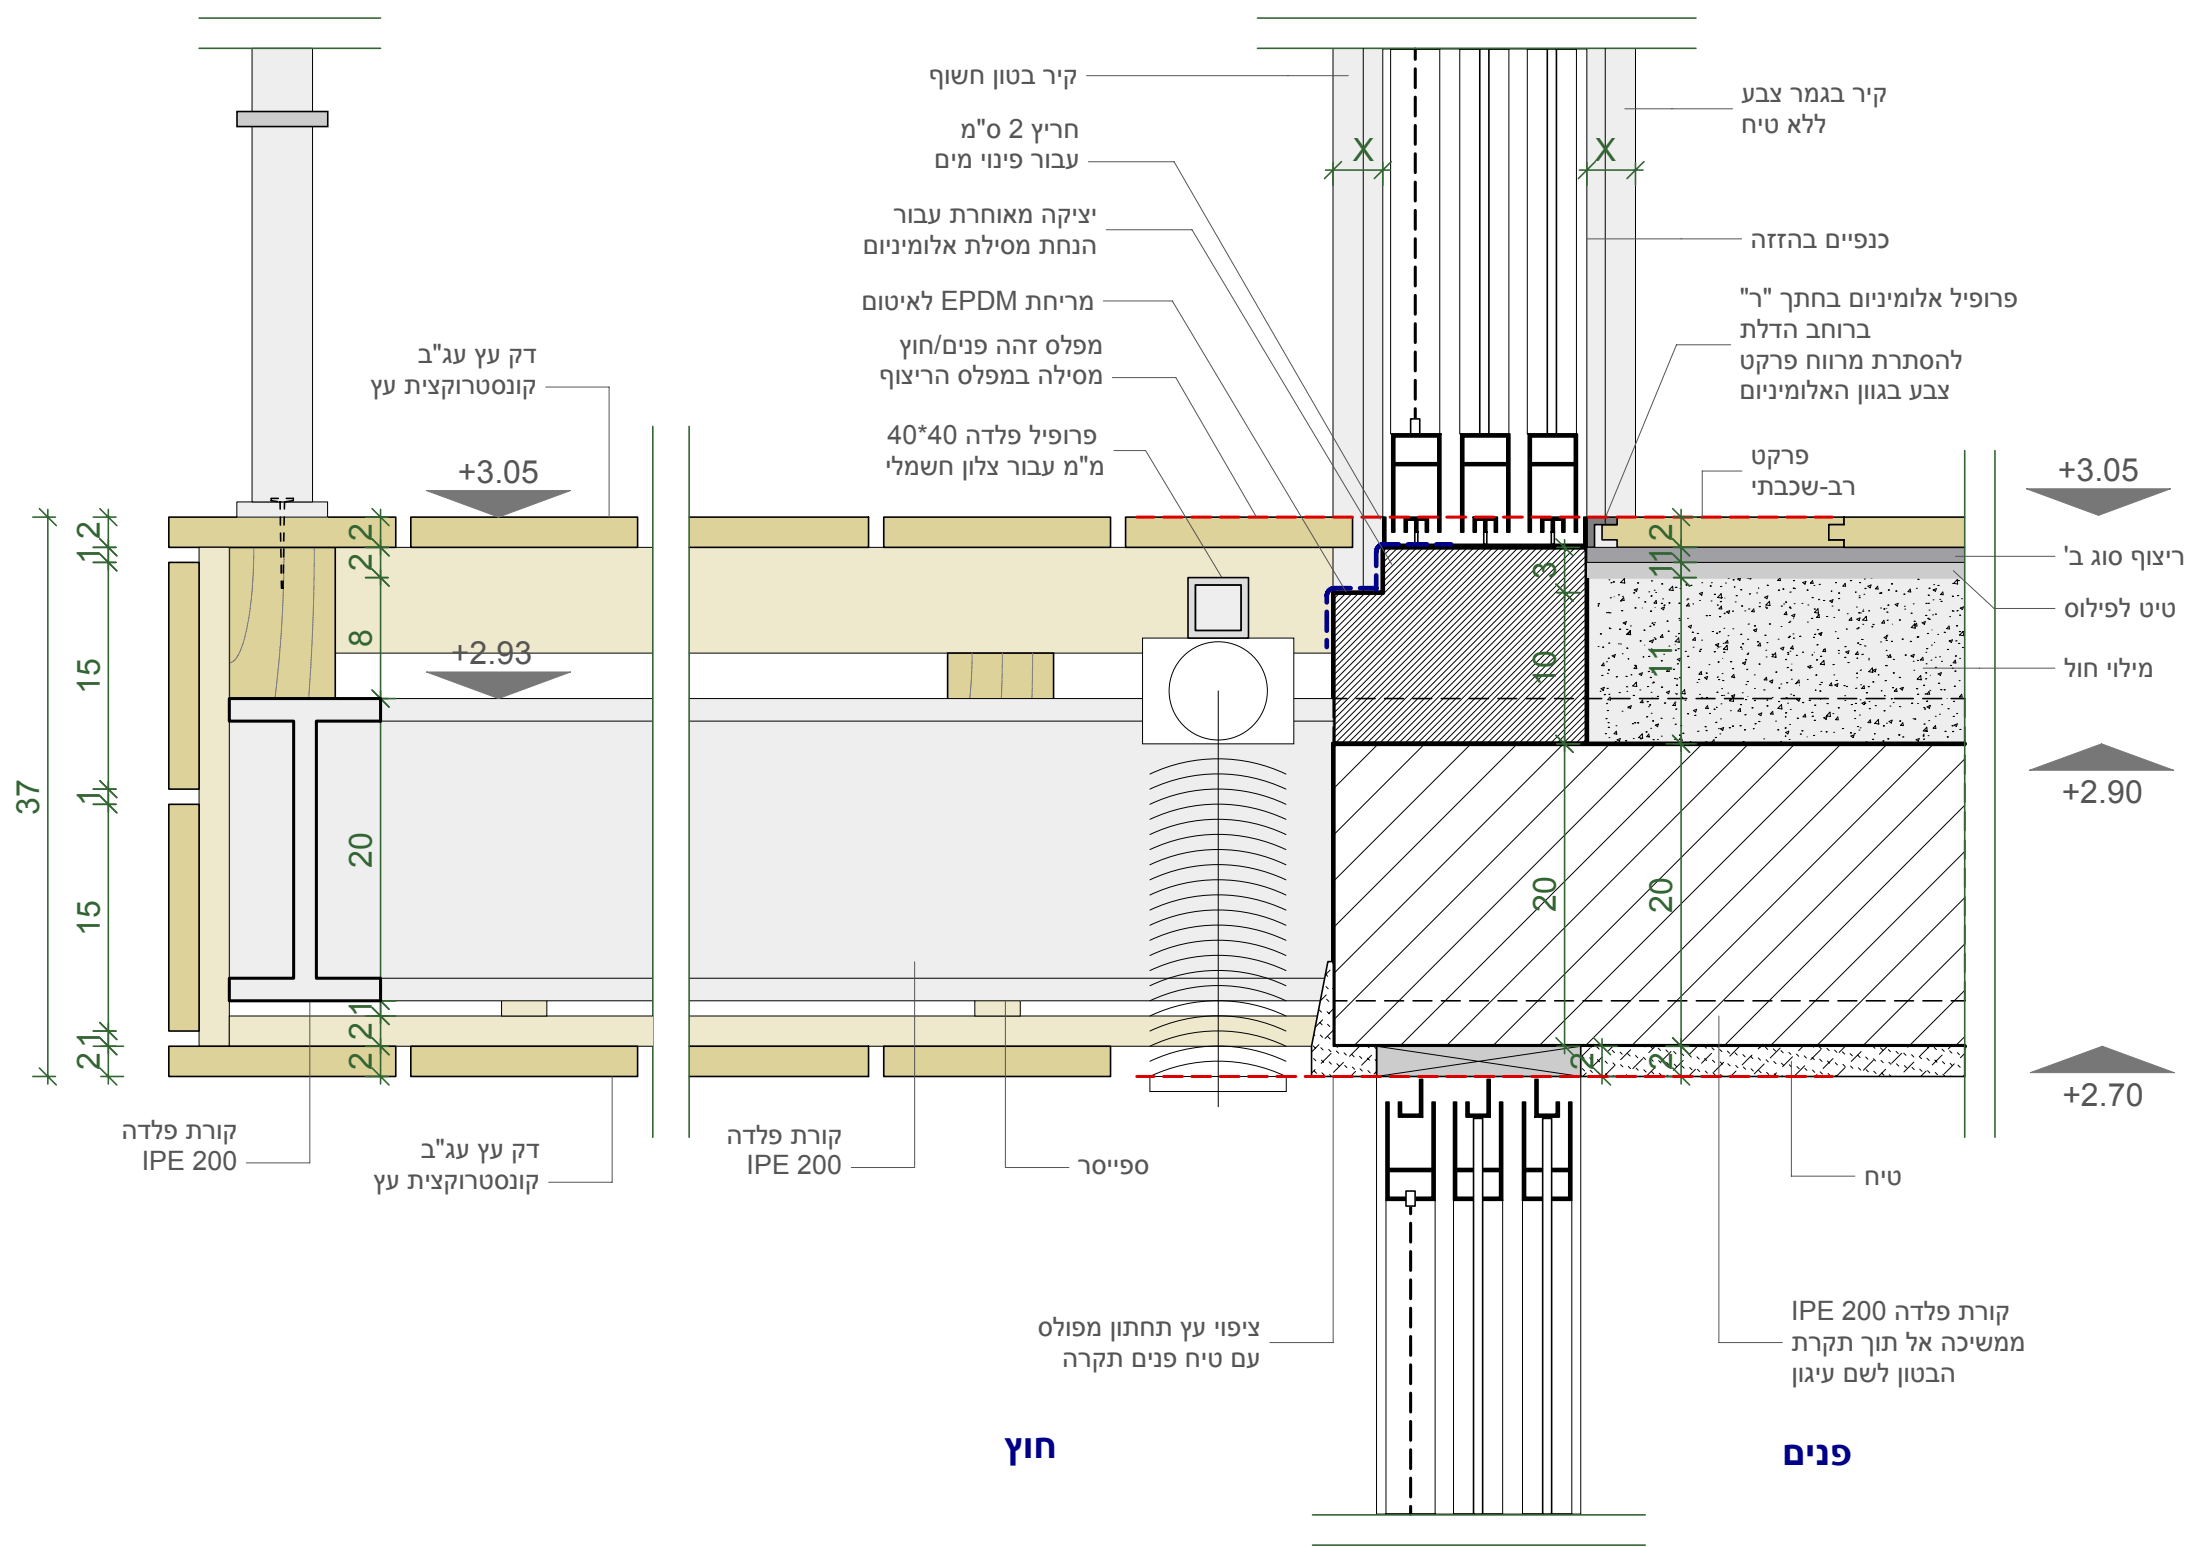 קיר בטון חשוף
חריץ 2 ס"מ
עבור פינוי מים
יציקה מאוחרת עבור
הנחת מסילת אלומיניום
מריחת EPDM לאיטום
מפלס זהה פנים/חוץ
מסילה במפלס הריצוף
פרופיל פלדה 40*40
מ"מ עבור צלון חשמלי
דק עץ עג"ב
קונסטרוקצית עץ
קיר בגמר צבע
ללא טיח
כנפיים בהזזה
פרופיל אלומיניום בחתך "ר"
ברוחב הדלת
להסתרת מרווח פרקט
צבע בגוון האלומיניום
פרקט
רב-שכבתי
ריצוף סוג ב'
טיט לפילוס
מילוי חול
X
X
+3.05
+2.93
+3.05
+2.90
+2.70
37
2
1
15
1
15
1
2
2
2
8
20
1
2
2
3
10
20
2
2
1
1
11
20
2
קורת פלדה
IPE 200
דק עץ עג"ב
קונסטרוקצית עץ
קורת פלדה
IPE 200
ספייסר
טיח
ציפוי עץ תחתון מפולס
עם טיח פנים תקרה
קורת פלדה IPE 200
ממשיכה אל תוך תקרת
הבטון לשם עיגון
חוץ
פנים